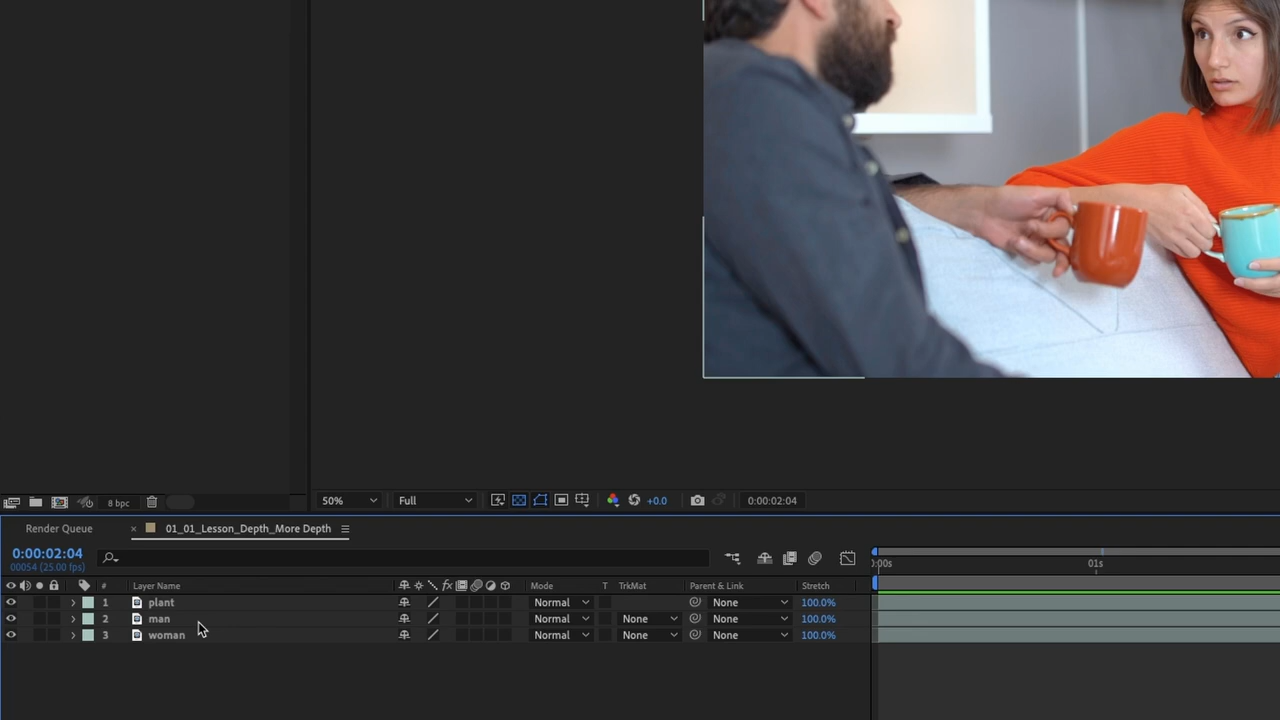 8 bpc
50% Full +0.0 0:00:02:04
Render Queue × 01_01_Lesson_Depth_More Depth
0:00:02:04
00054 (25.00 fps)
:00s 01s
# Layer Name fx Mode T TrkMat Parent & Link Stretch
1 plant Normal None 100.0%
2 man Normal None None 100.0%
3 woman Normal None None 100.0%